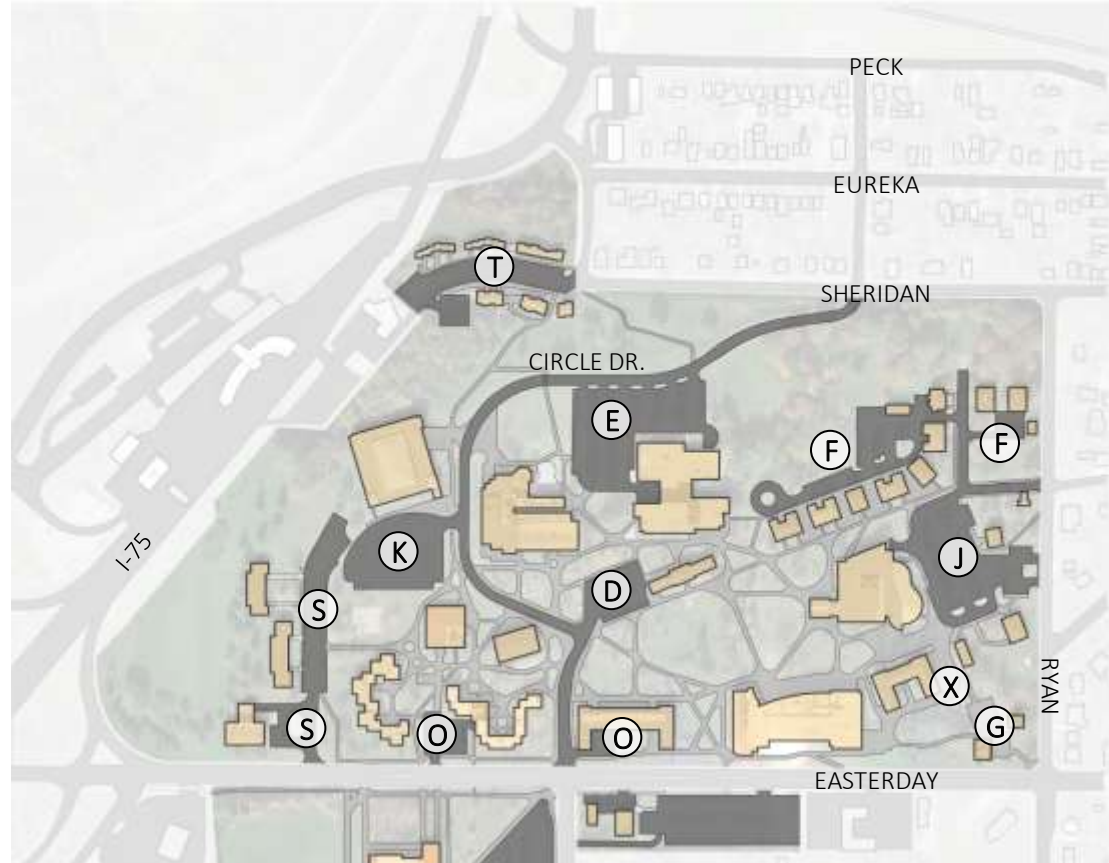 PECK
EUREKA
T
SHERIDAN
CIRCLE DR.
E
F
F
K
I-75
J
D
S
X
RYAN
S
O
O
G
EASTERDAY